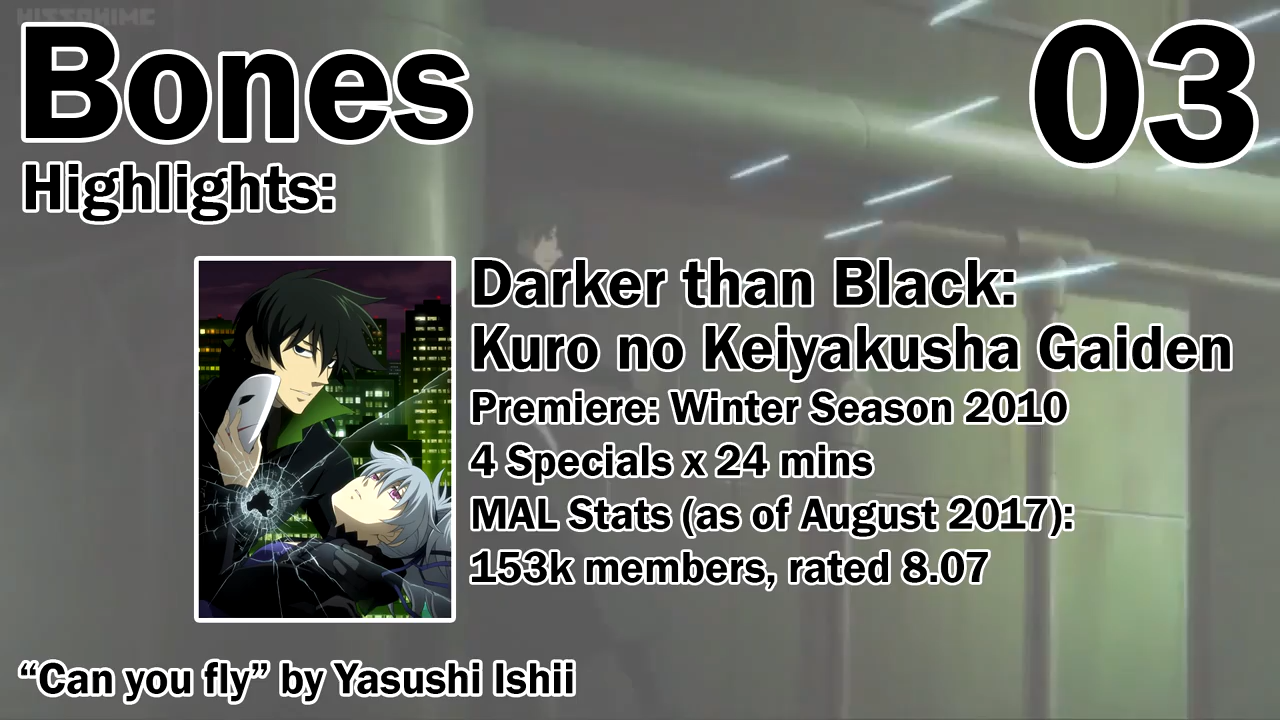 HISSOHIME
Bones
03
Highlights:
Darker than Black:
Kuro no Keiyakusha Gaiden
Premiere: Winter Season 2010
4 Specials x 24 mins
MAL Stats (as of August 2017):
153k members, rated 8.07
“Can you fly” by Yasushi Ishii